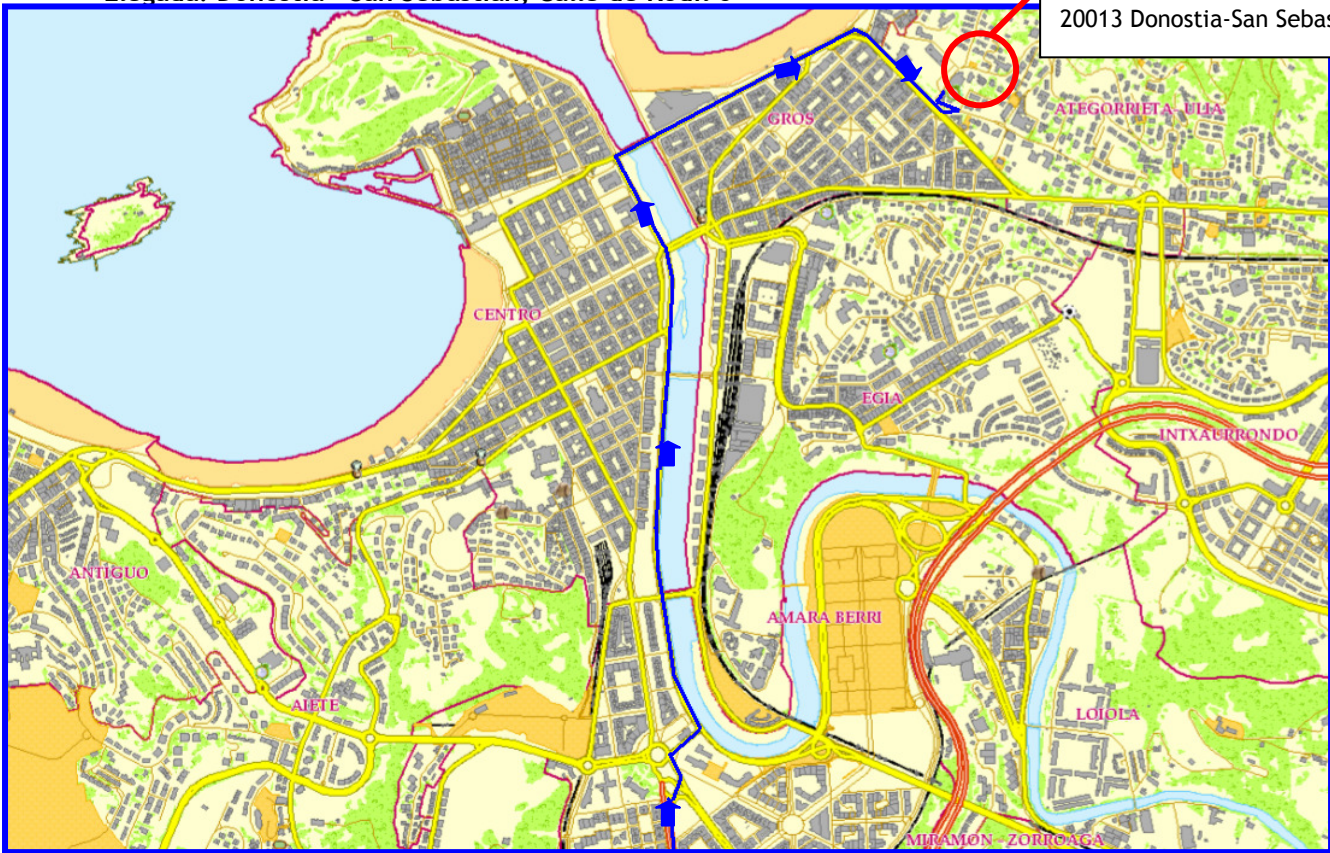 20013 Donostia-San Sebas
GROS
ATEGORRIETA - ULIA
CENTRO
EGIA
INTXAURRONDO
ANTIGUO
AMARA BERRI
AIETE
LOIOLA
MIRAMON - ZORROAGA